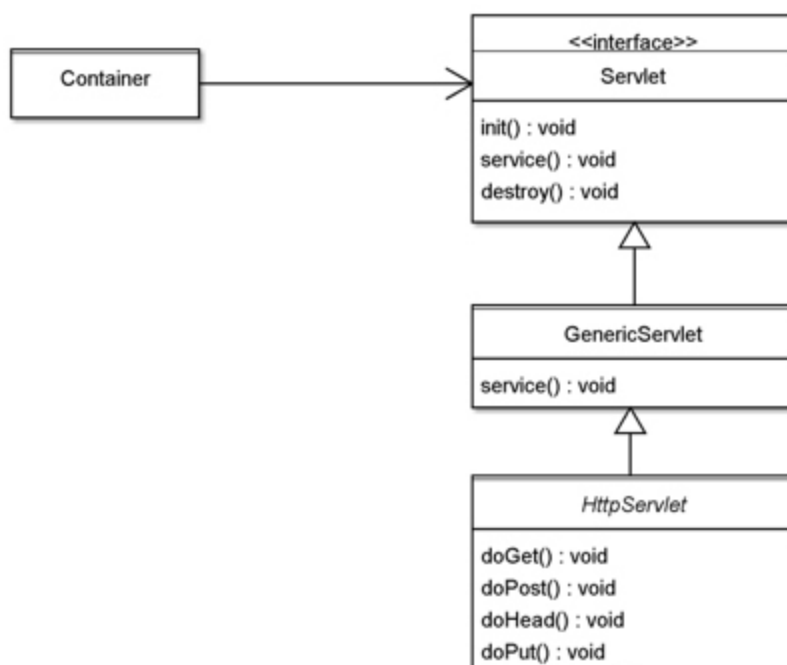 Container
<<interface>>
Servlet
init() : void
service() : void
destroy() : void
GenericServlet
service() : void
HttpServlet
doGet() : void
doPost() : void
doHead() : void
doPut() : void